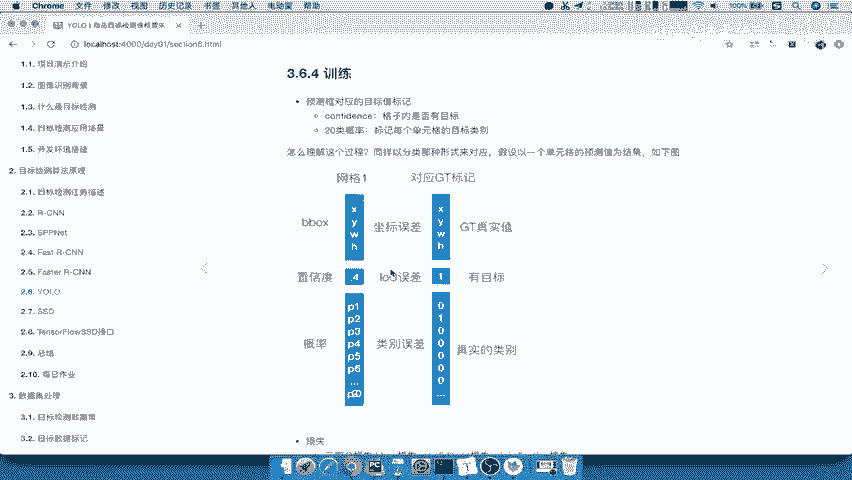 Chrome 文件 修改 视图 历史记录 书签 其他人 电动窗 帮助
100%
localhost:4000/day01/section6.html
1.1. 项目演示介绍
1.2. 图像识别背景
1.3. 什么是目标检测
1.4. 目标检测应用场景
1.5. 开发环境搭建
2. 目标检测算法原理
2.1. 目标检测任务描述
2.2. R-CNN
2.3. SPPNet
2.4. Fast R-CNN
2.5. Faster R-CNN
2.6. YOLO
2.7. SSD
2.8. TensorFlowSSD接口
2.9. 总结
2.10. 每日作业
3. 数据集处理
3.1. 目标检测数据集
3.2. 目标数据标记
3.6.4 训练
预测框对应的目标值标记
confidence：格子内是否有目标
20类概率：标记每个单元格的目标类别
怎么理解这个过程？同样以分类那种形式来对应，假设以一个单元格的预测值为结果，如下图
网格1 对应GT标记
bbox
x
y
w
h
坐标误差
x
y
w
h
GT真实值
置信度 .4 IoU误差 1 有目标
概率
p1
p2
p3
p4
p5
p6
...
p20
类别误差
0
1
0
0
0
0
0
...
真实的类别
损失